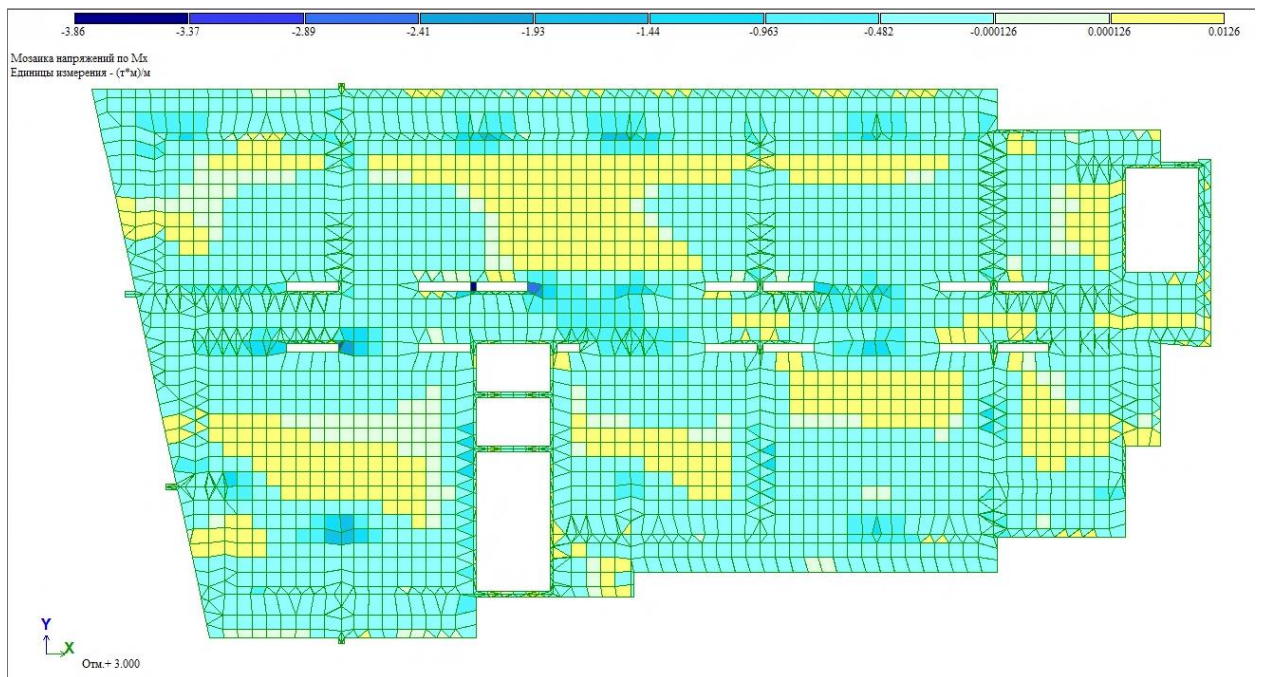 -3.86 -3.37 -2.89 -2.41 -1.93 -1.44 -0.963 -0.482 -0.000126 0.000126 0.0126
Мозаика напряжений по Mx
Единицы измерения - (т*м)/м
Y
X
Отм.+ 3.000